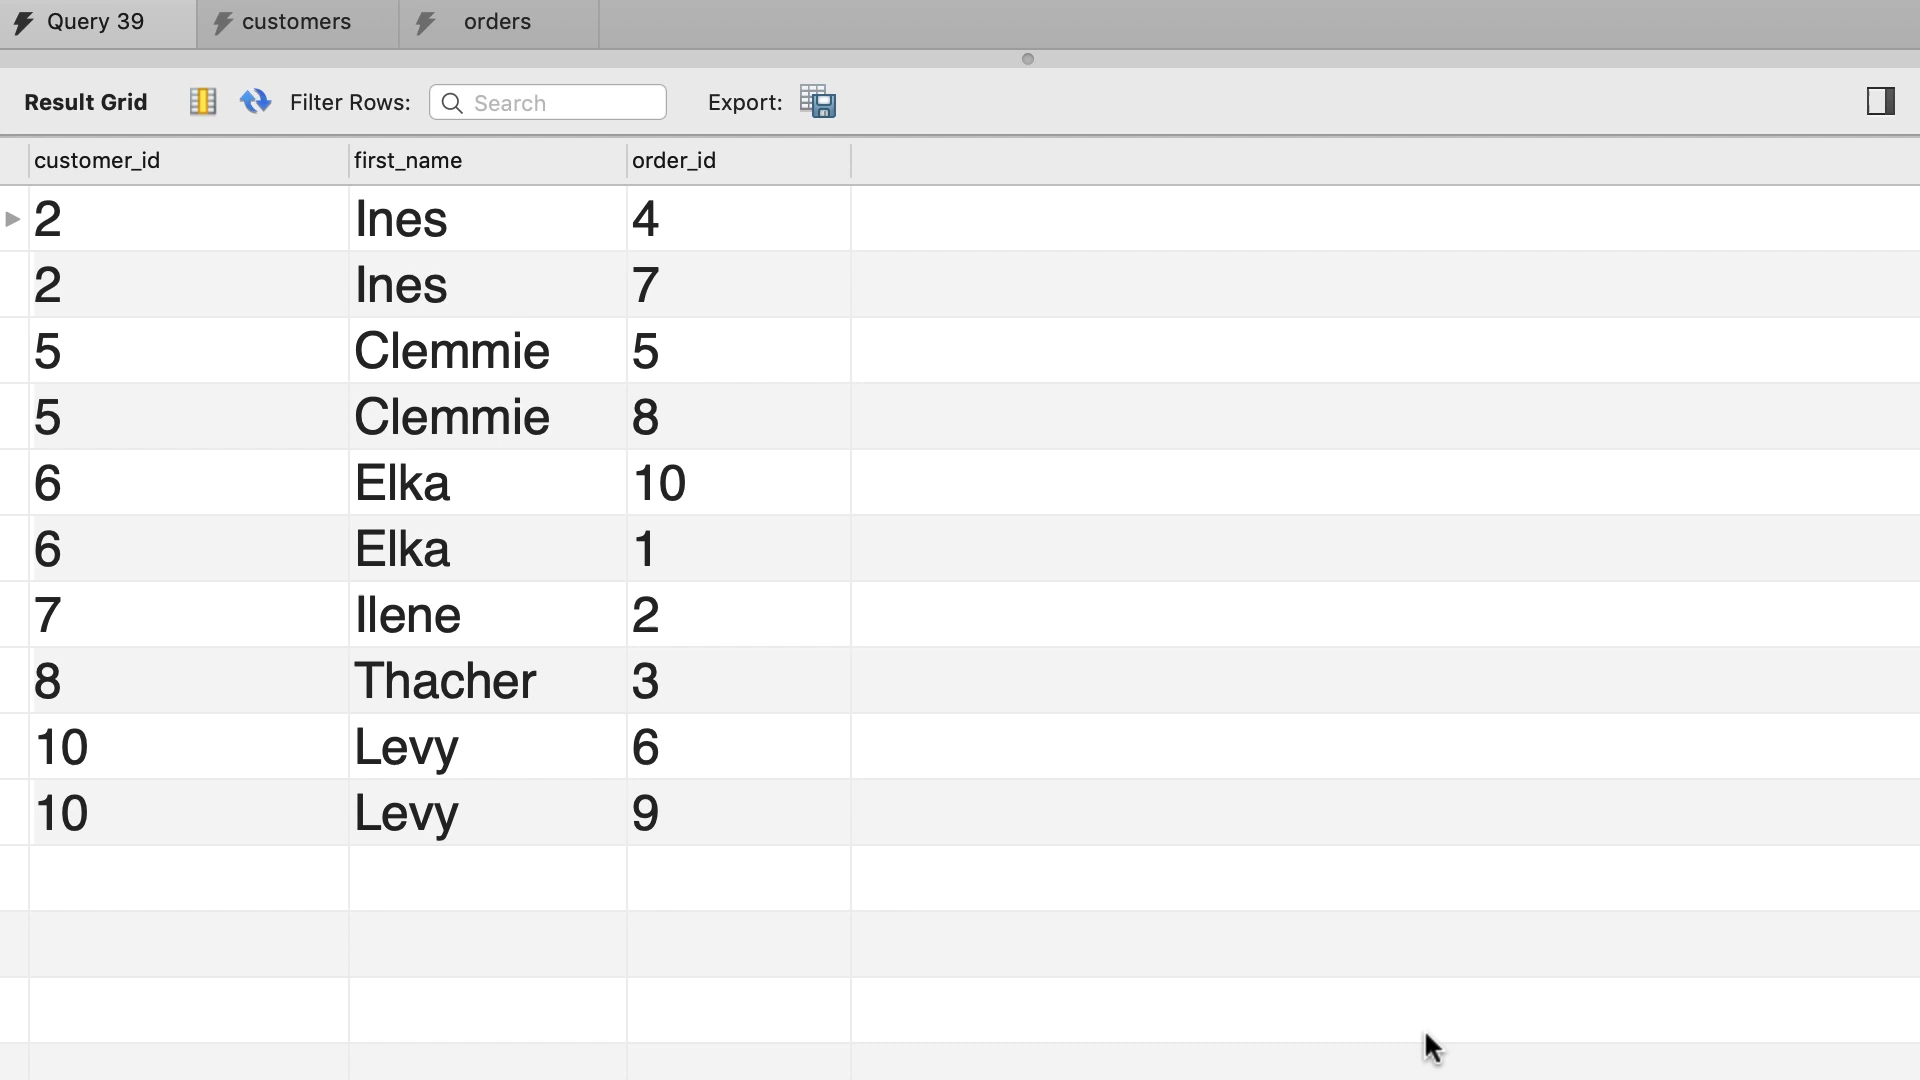 Query 39 customers orders
Result Grid Filter Rows: Search Export:
customer_id first_name order_id
2 Ines 4
2 Ines 7
5 Clemmie 5
5 Clemmie 8
6 Elka 10
6 Elka 1
7 Ilene 2
8 Thacher 3
10 Levy 6
10 Levy 9